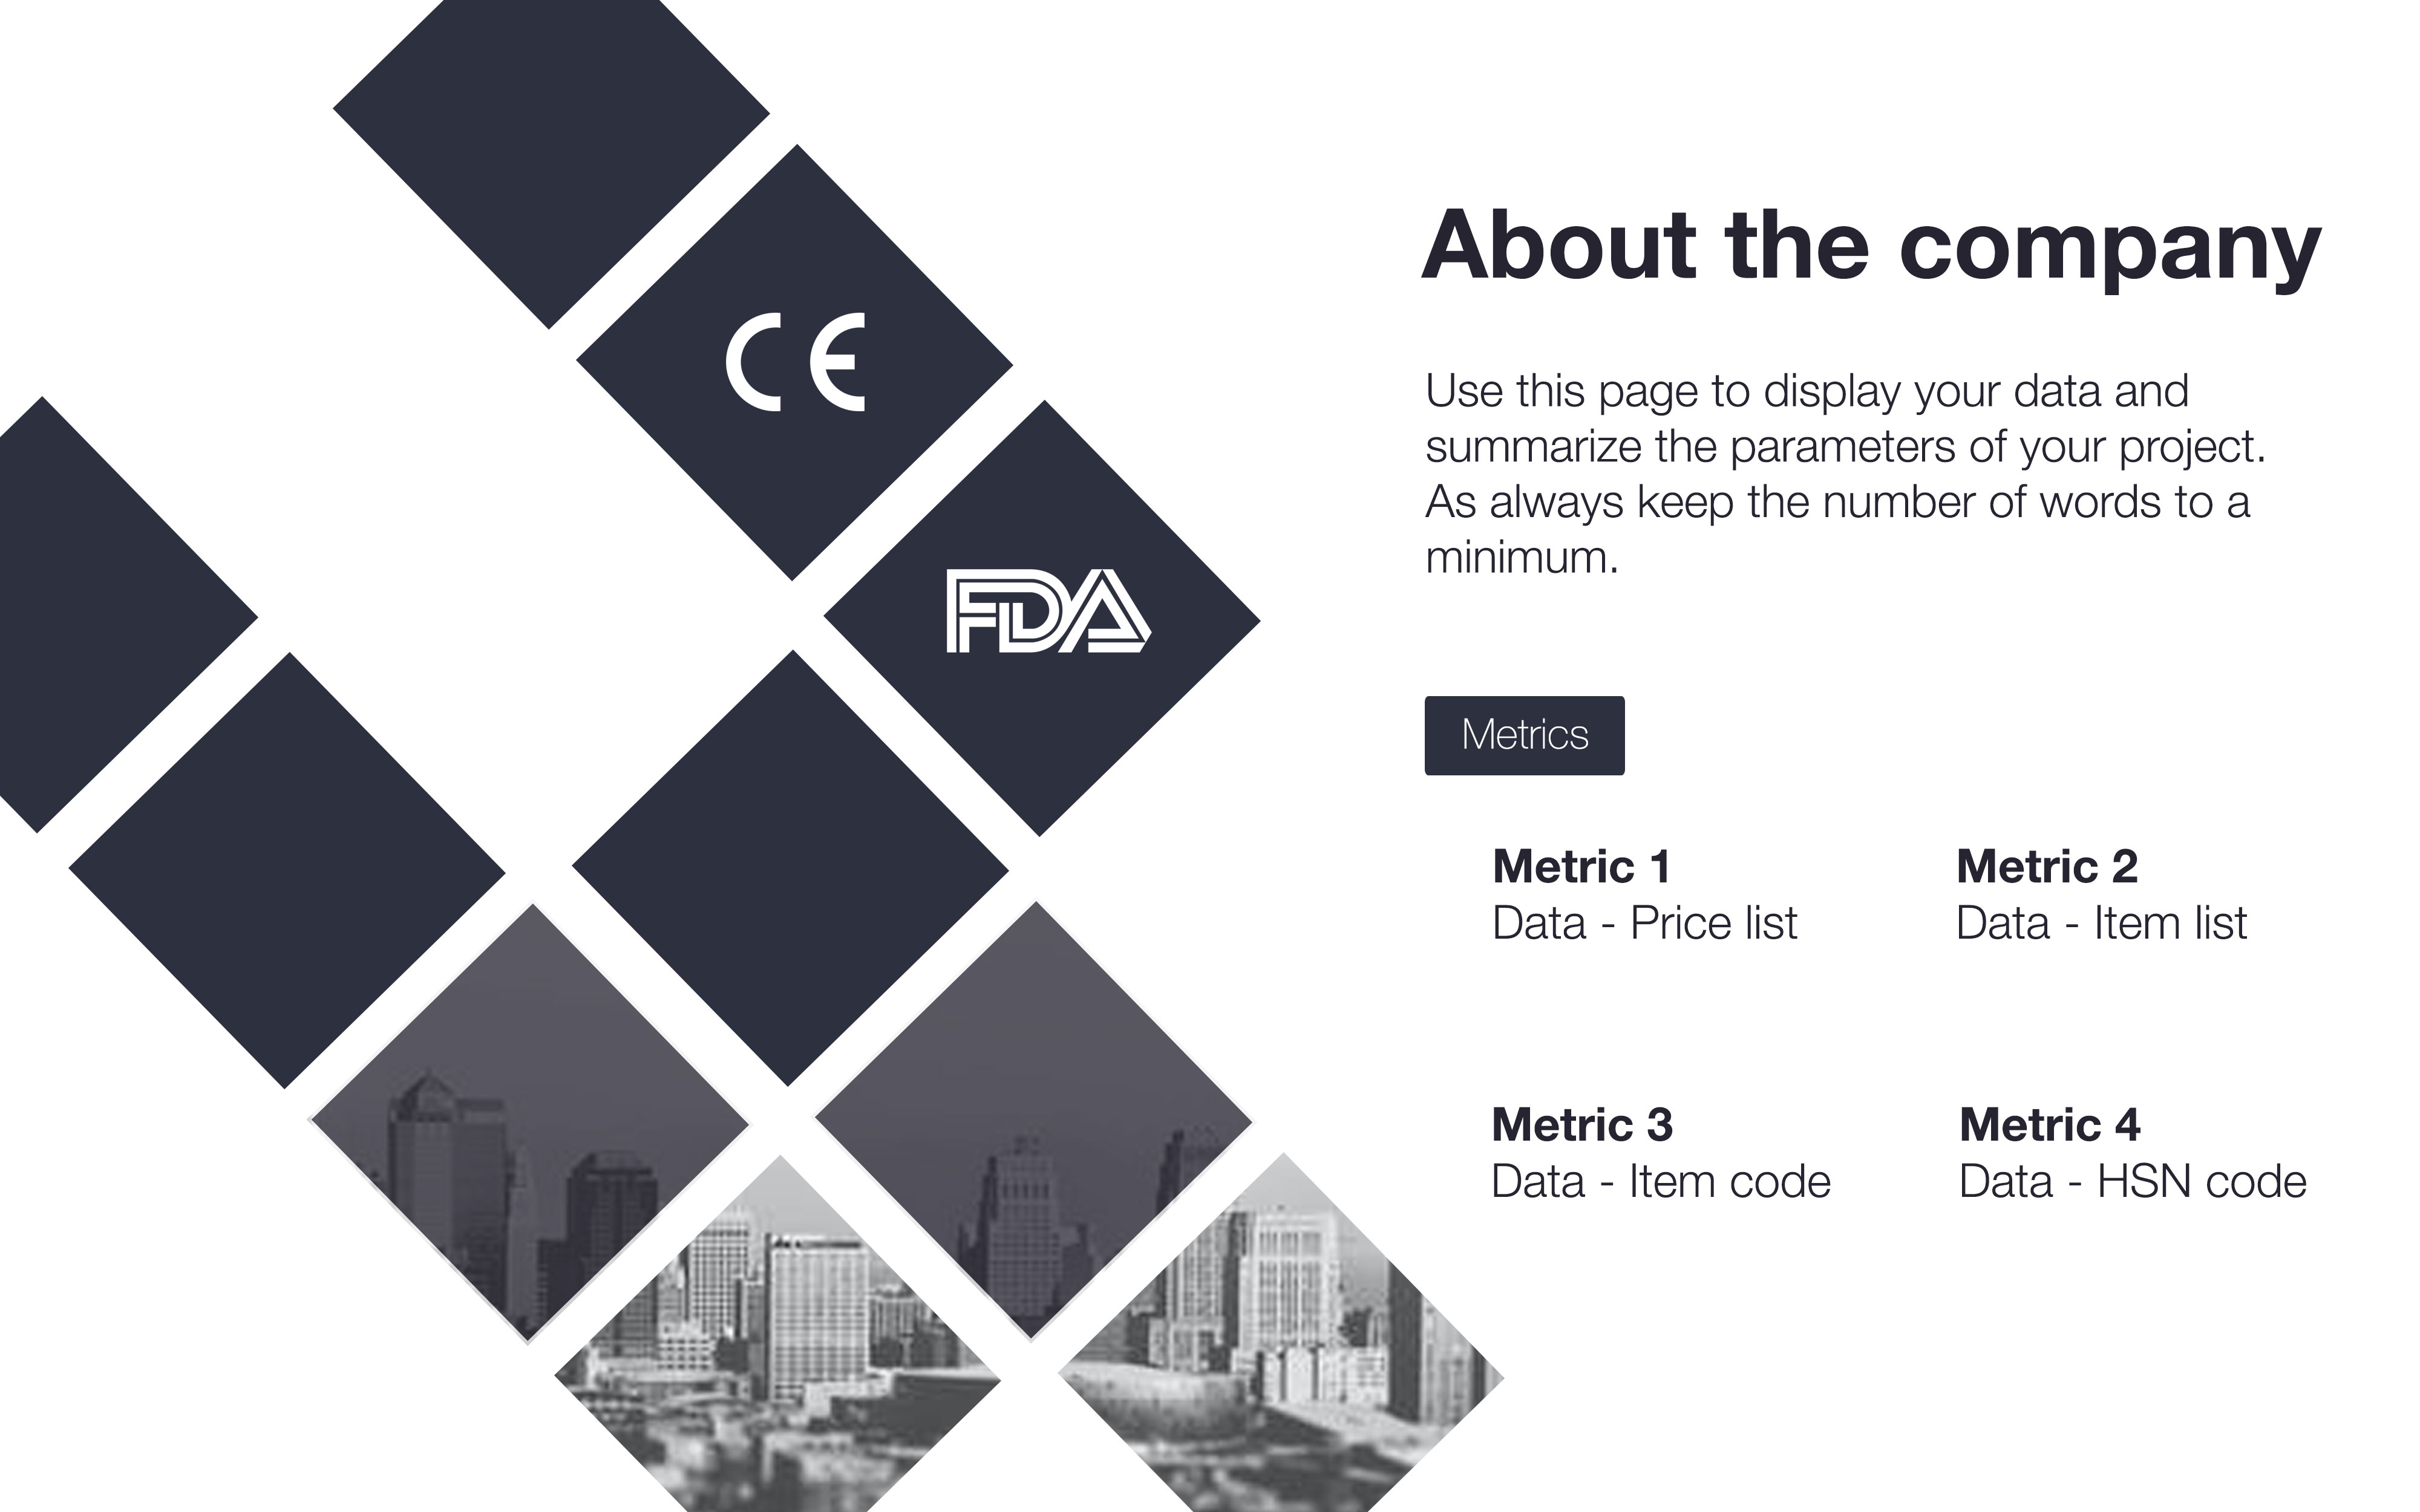 About the company
CE
Use this page to display your data and
summarize the parameters of your project.
As always keep the number of words to a
minimum.
FDA
Metrics
Metric 1
Data - Price list
Metric 2
Data - Item list
Metric 3
Data - Item code
Metric 4
Data - HSN code